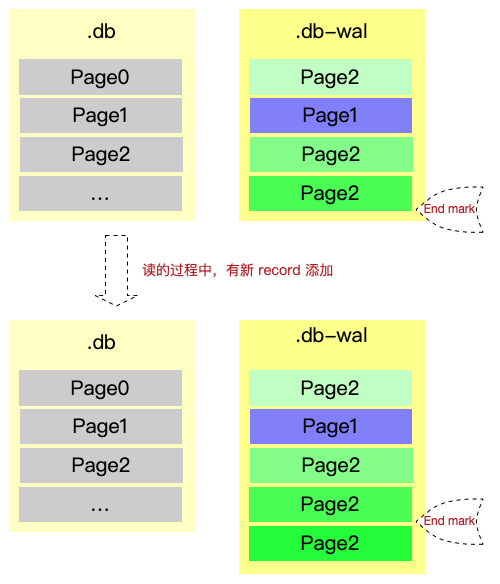 .db
Page0
Page1
Page2
...
.db-wal
Page2
Page1
Page2
Page2
End mark
读的过程中，有新 record 添加
.db
Page0
Page1
Page2
...
.db-wal
Page2
Page1
Page2
Page2
Page2
End mark